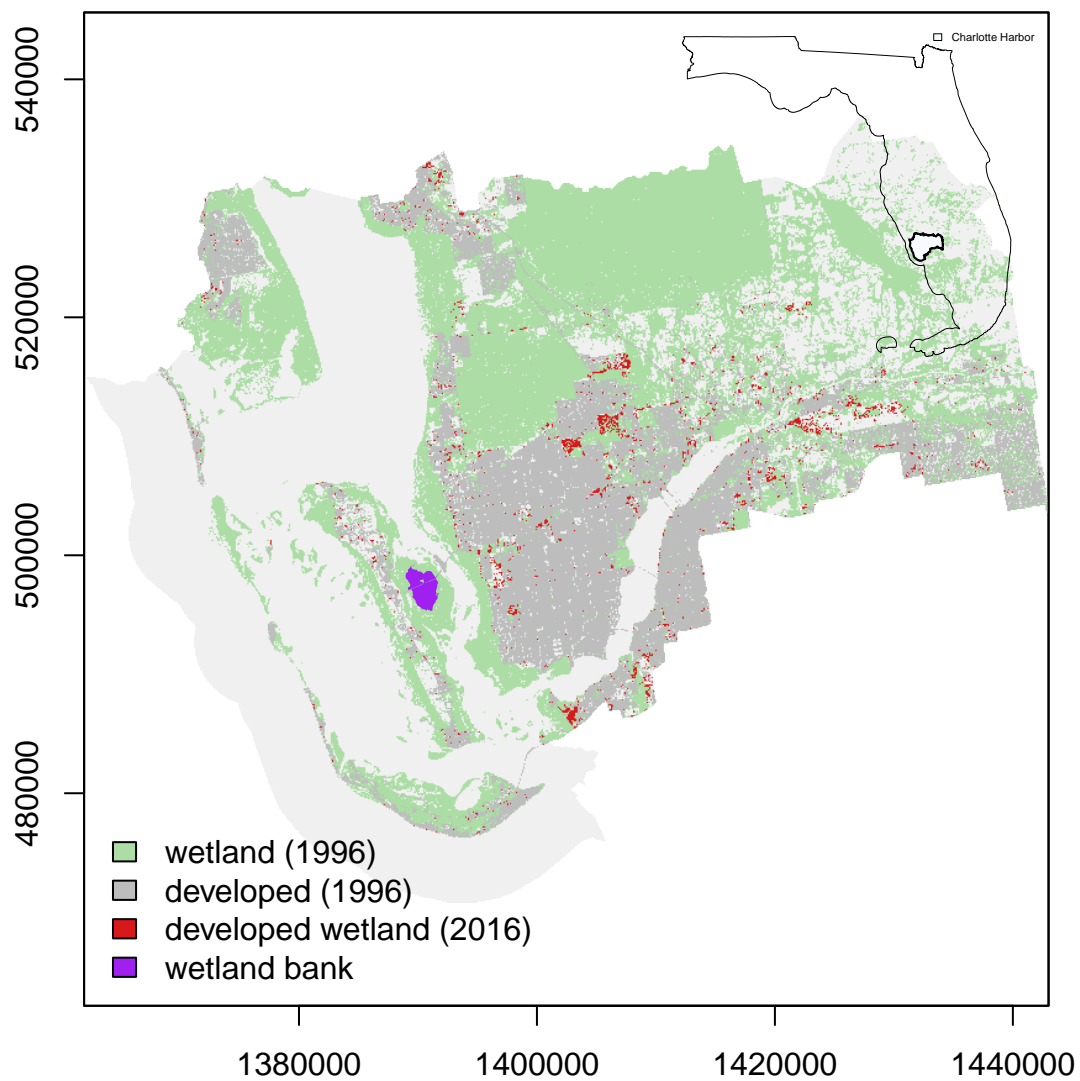 Charlotte Harbor
540000
520000
500000
480000
wetland (1996)
developed (1996)
developed wetland (2016)
wetland bank
1380000
1400000
1420000
1440000